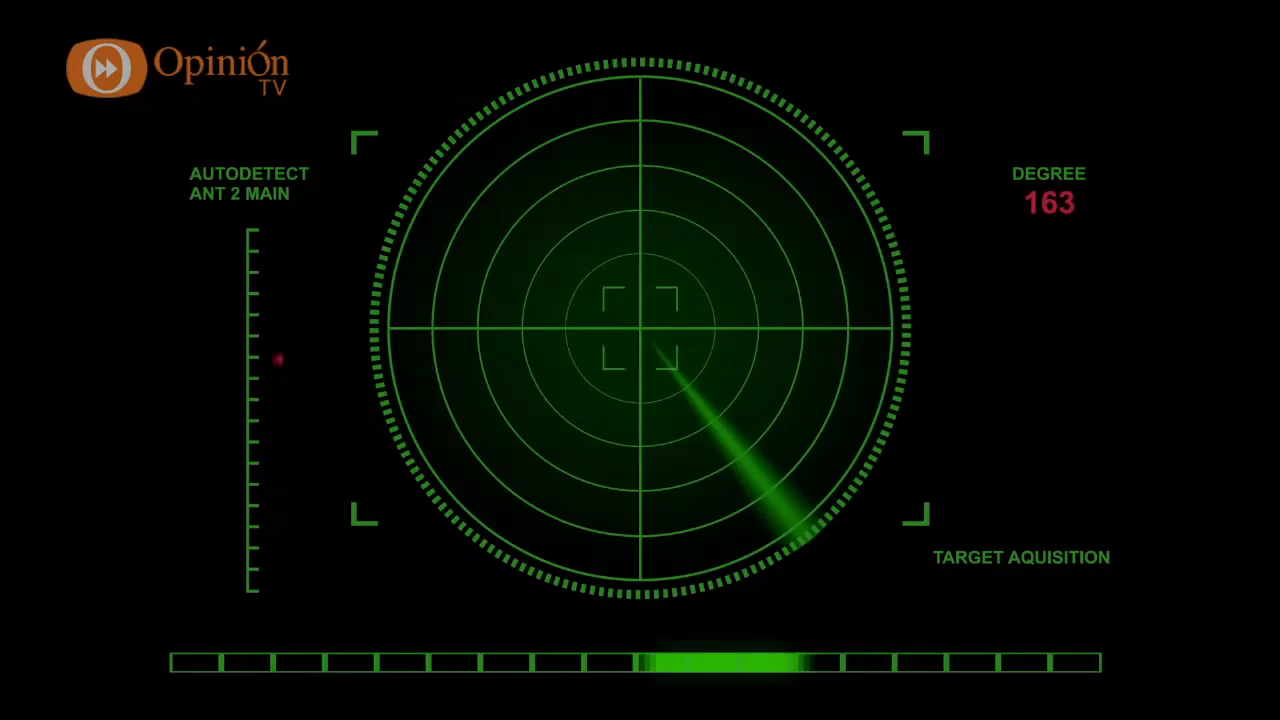 Opinión
TV
AUTODETECT
ANT 2 MAIN
DEGREE
163
TARGET AQUISITION